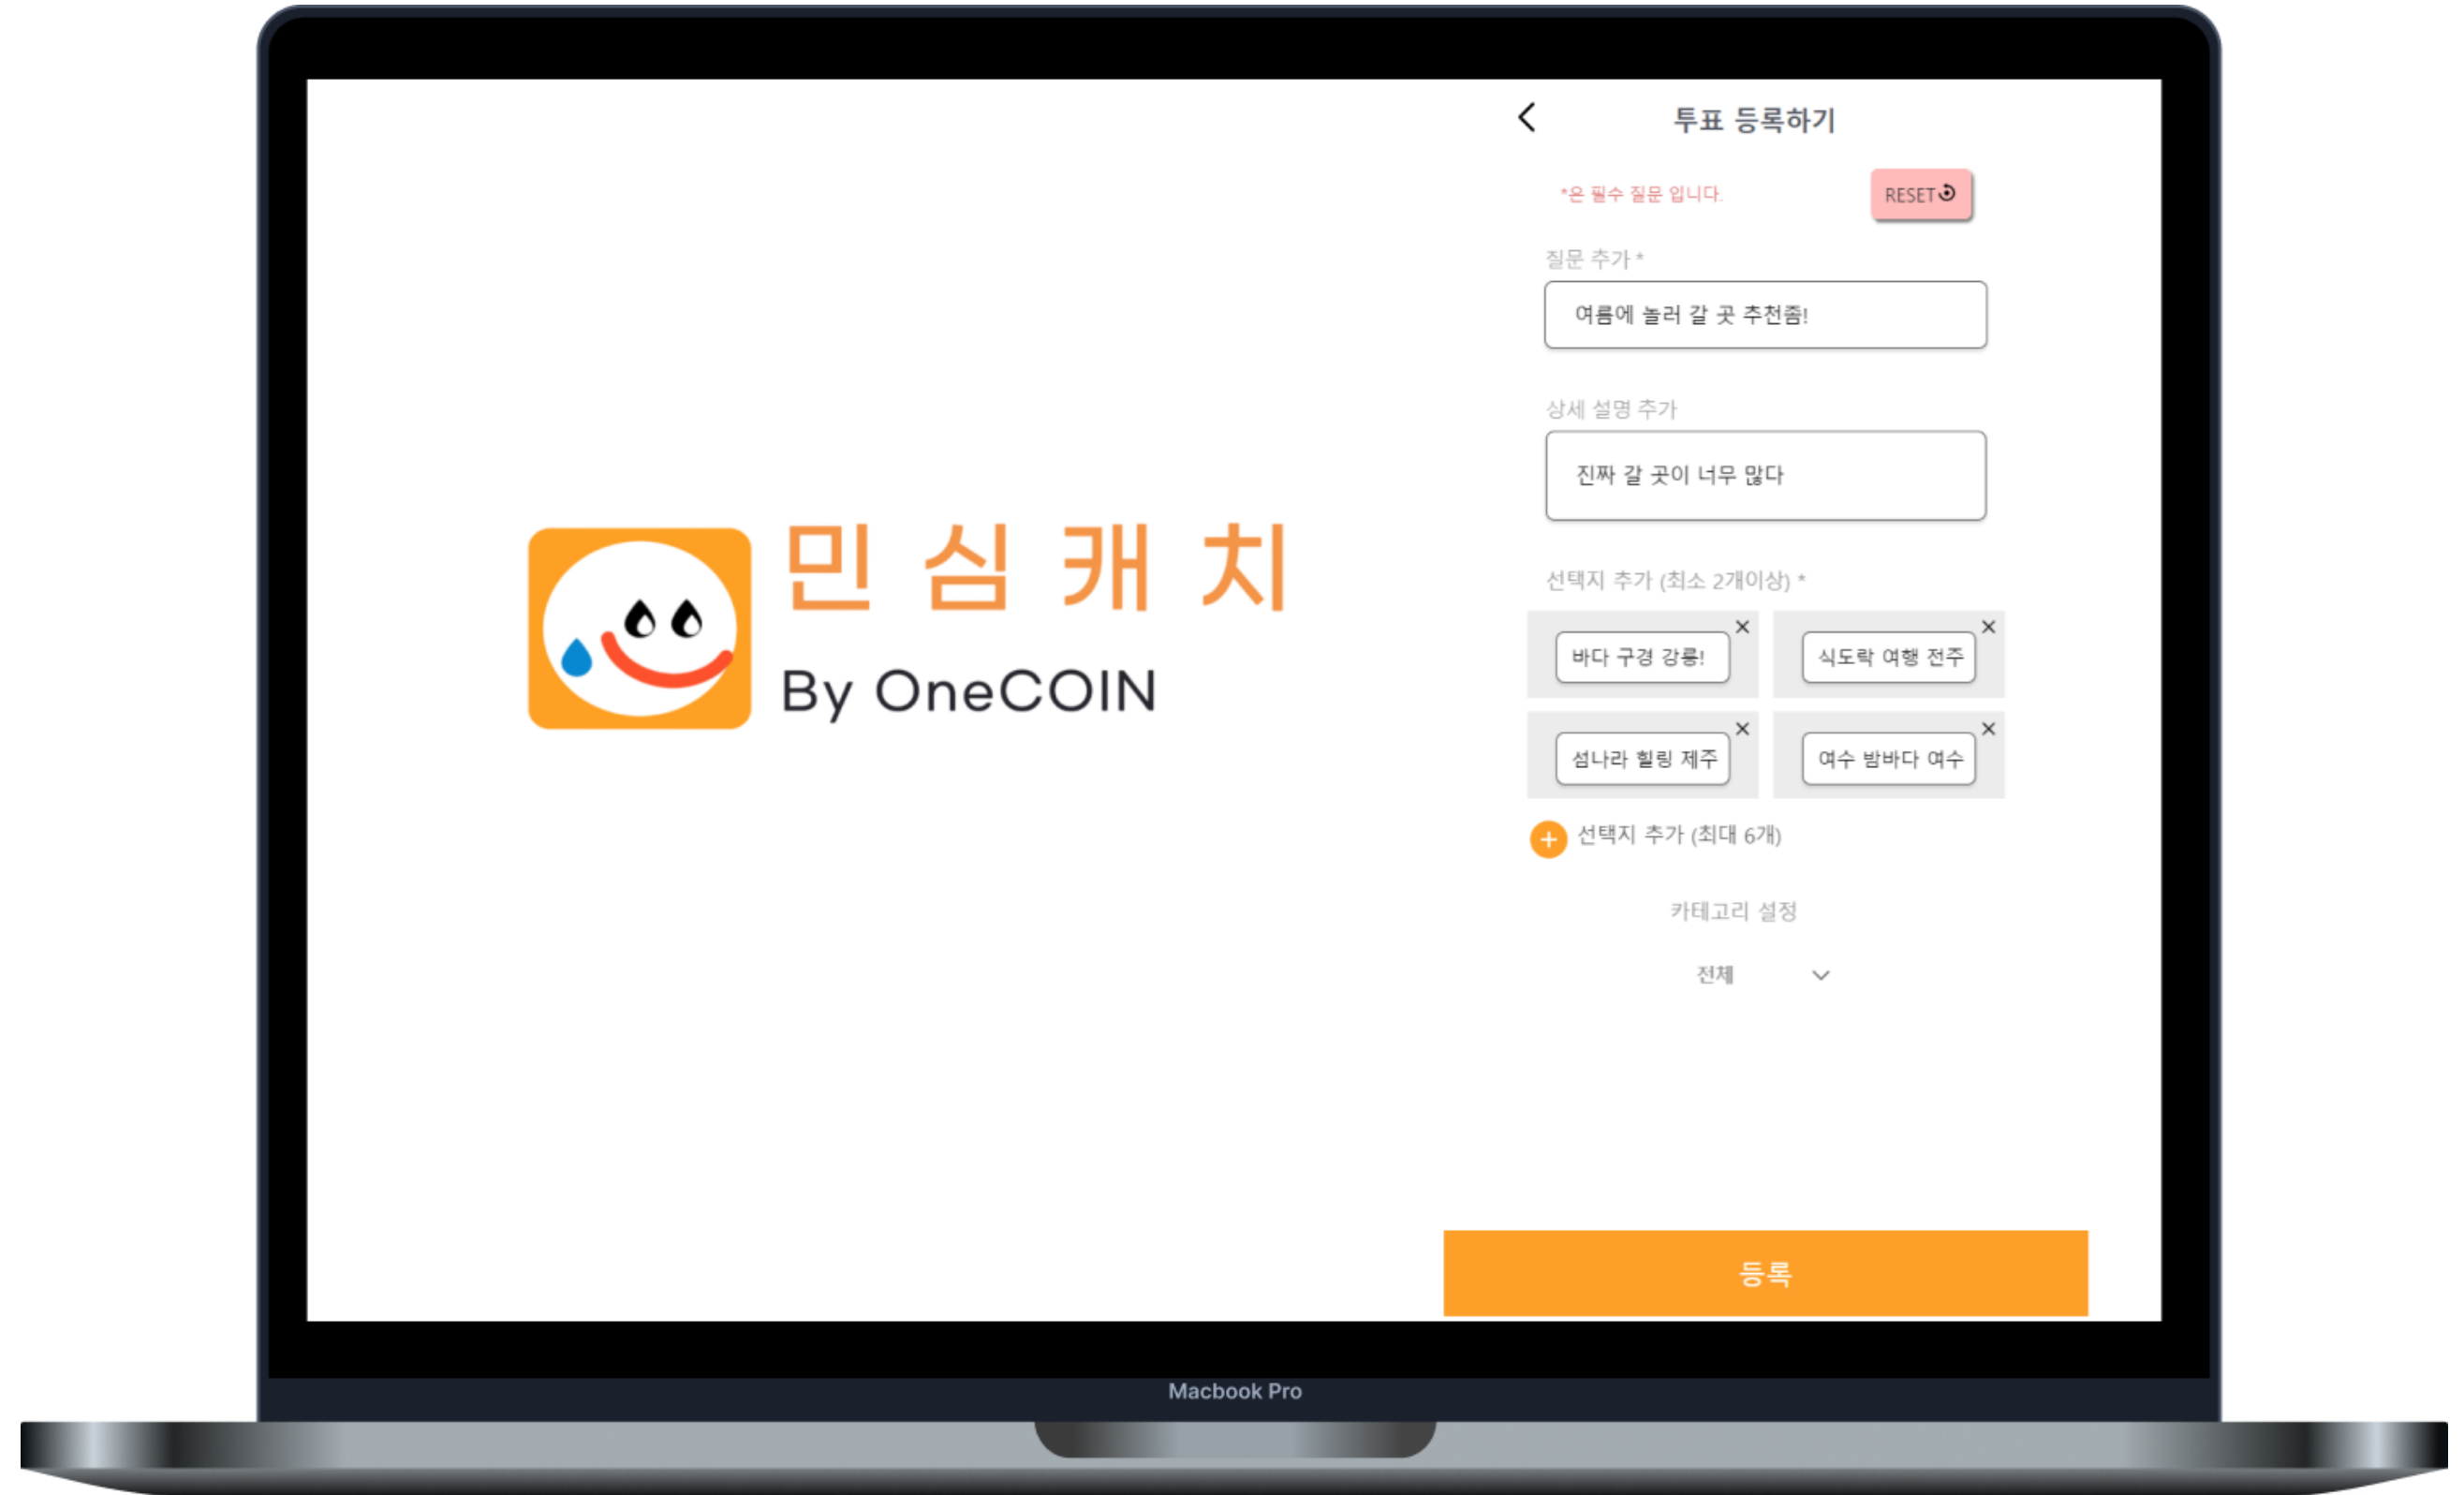 민심캐치
By OneCOIN
투표 등록하기
*은 필수 질문 입니다.
RESET
질문 추가 *
여름에 놀러 갈 곳 추천좀!
상세 설명 추가
진짜 갈 곳이 너무 많다
선택지 추가 (최소 2개이상) *
바다 구경 강릉!
식도락 여행 전주
섬나라 힐링 제주
여수 밤바다 여수
선택지 추가 (최대 6개)
카테고리 설정
전체
등록
Macbook Pro